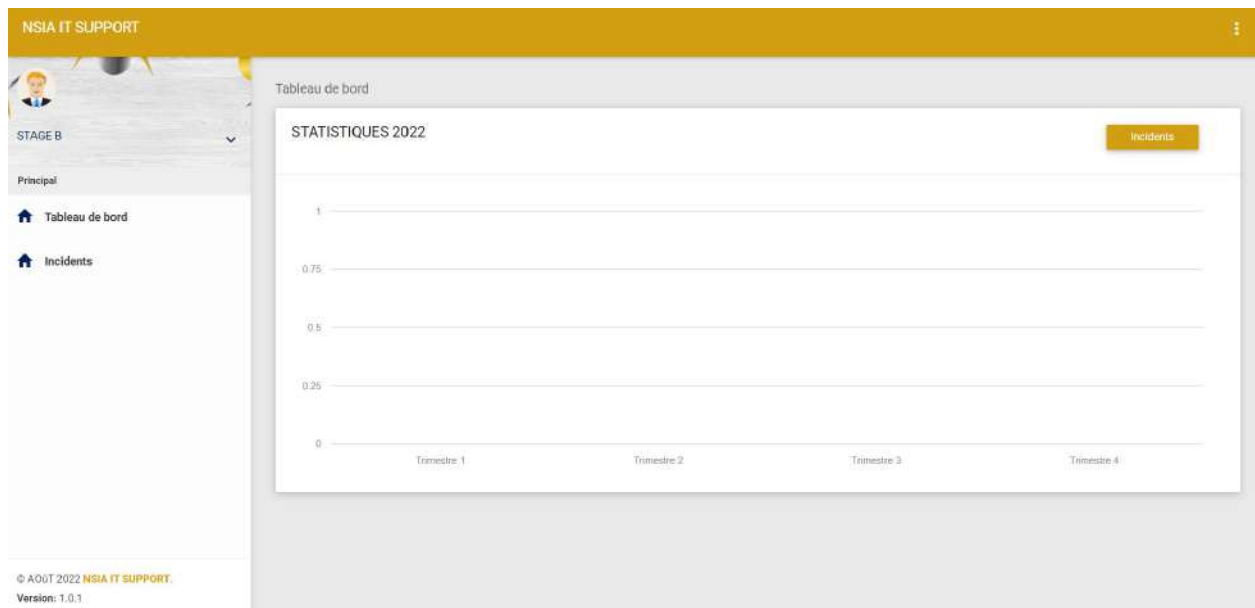 NSIA IT SUPPORT
STAGE B
Principal
Tableau de bord
Incidents
© AOÛT 2022 NSIA IT SUPPORT.
Version: 1.0.1
Tableau de bord
STATISTIQUES 2022
Incidents
1
0.75
0.5
0.25
0
Trimestre 1 Trimestre 2 Trimestre 3 Trimestre 4